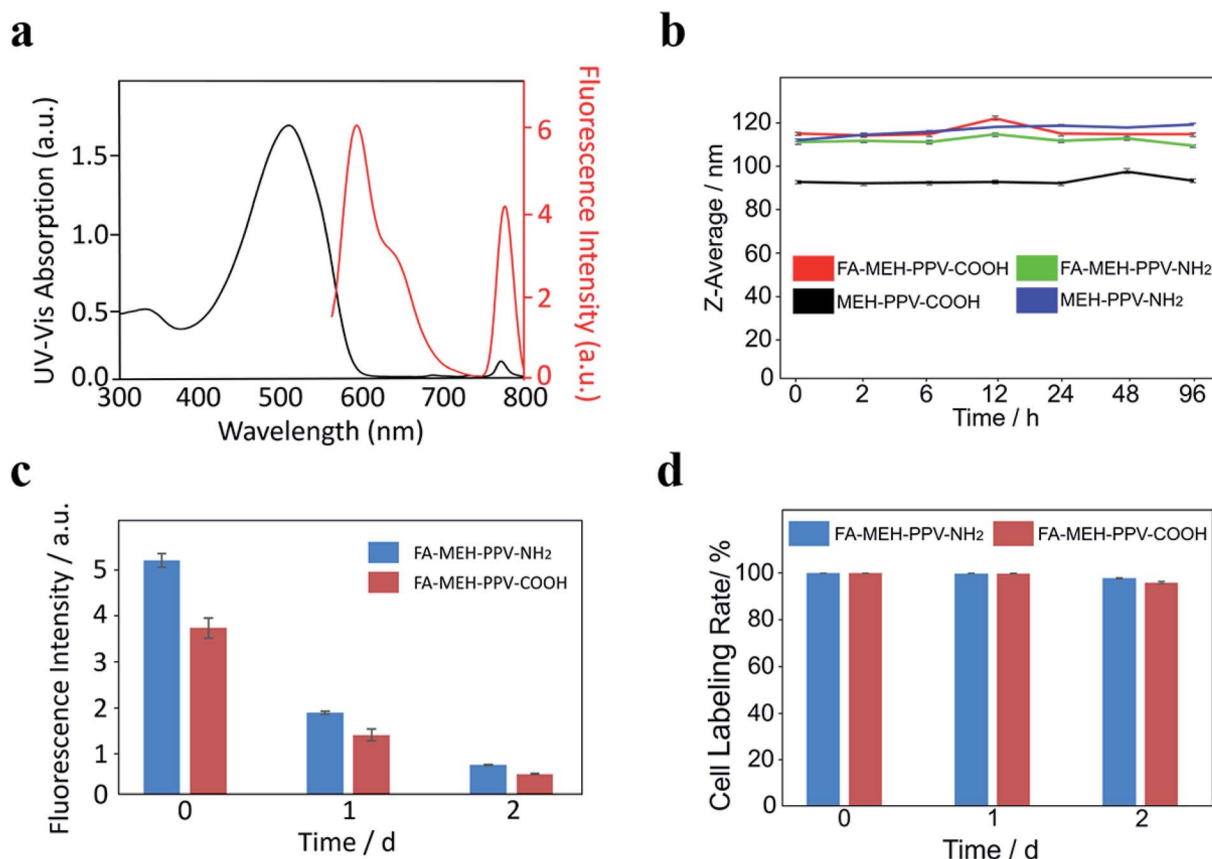 a
UV-Vis Absorption (a.u.)
1.5
1.0
0.5
0.0
300 400 500 600 700 800
Wavelength (nm)
Fluorescence Intensity (a.u.)
6
4
2
0
b
Z-Average / nm
120
100
80
60
40
120
0
FA-MEH-PPV-COOH FA-MEH-PPV-NH₂
MEH-PPV-COOH MEH-PPV-NH₂
0 2 6 12 24 48 96
Time / h
c
Fluorescence Intensity / a.u.
5
4
3
2
1
0
FA-MEH-PPV-NH₂
FA-MEH-PPV-COOH
0 1 2
Time / d
d
Cell Labeling Rate/ %
FA-MEH-PPV-NH₂ FA-MEH-PPV-COOH
100
80
60
40
20
0
0 1 2
Time / d